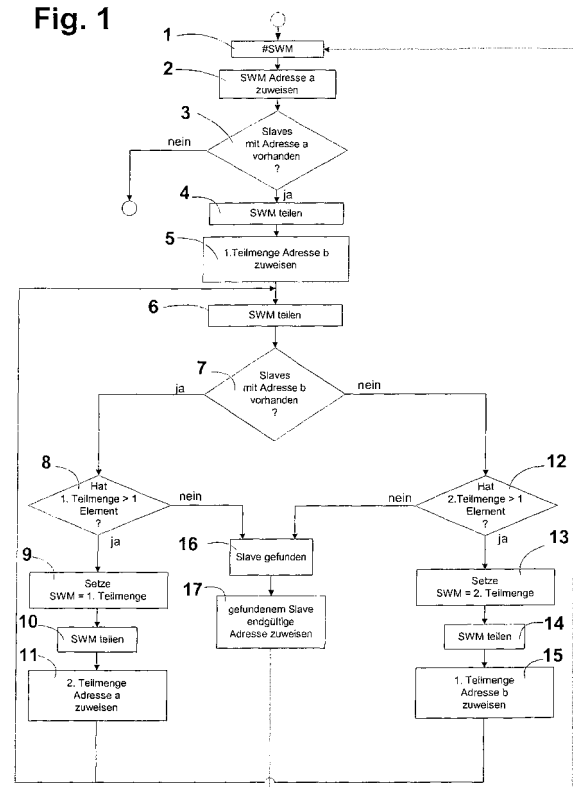 Fig. 1
1
#SWM
2
SWM Adresse a
zuweisen
3
Slaves
mit Adresse a
vorhanden
?
nein
ja
4
SWM teilen
5
1.Teilmenge Adresse b
zuweisen
6
SWM teilen
7
Slaves
mit Adresse b
vorhanden
?
ja
nein
8
Hat
1. Teilmenge > 1
Element
?
nein
ja
12
Hat
2.Teilmenge > 1
Element
?
nein
ja
16
Slave gefunden
9
Setze
SWM = 1. Teilmenge
13
Setze
SWM = 2. Teilmenge
17
gefundenem Slave
endgültige
Adresse zuweisen
10
SWM teilen
14
SWM teilen
11
2. Teilmenge
Adresse a
zuweisen
15
1. Teilmenge
Adresse b
zuweisen